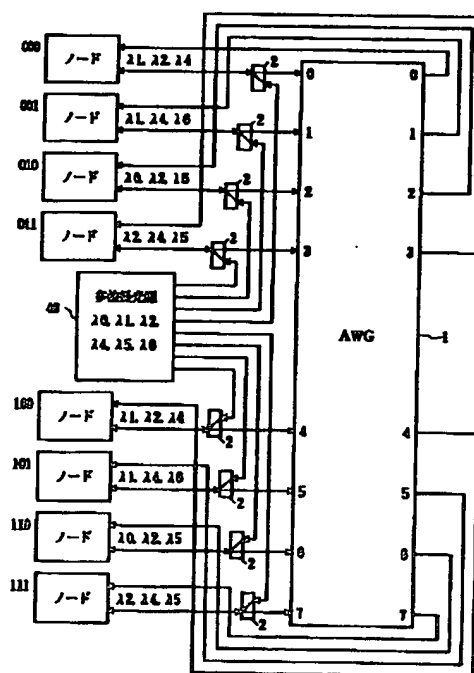 000
ノード
λ1, λ2, λ4
2
0
0
001
ノード
λ1, λ4, λ6
2
1
1
010
ノード
λ0, λ2, λ5
2
2
2
011
ノード
λ2, λ4, λ5
2
3
3
多波長光源
λ0, λ1, λ2,
λ4, λ5, λ6
AWG
1
100
ノード
λ1, λ2, λ4
2
4
4
101
ノード
λ1, λ4, λ6
2
5
5
110
ノード
λ0, λ2, λ5
2
6
6
111
ノード
λ2, λ4, λ5
2
7
7